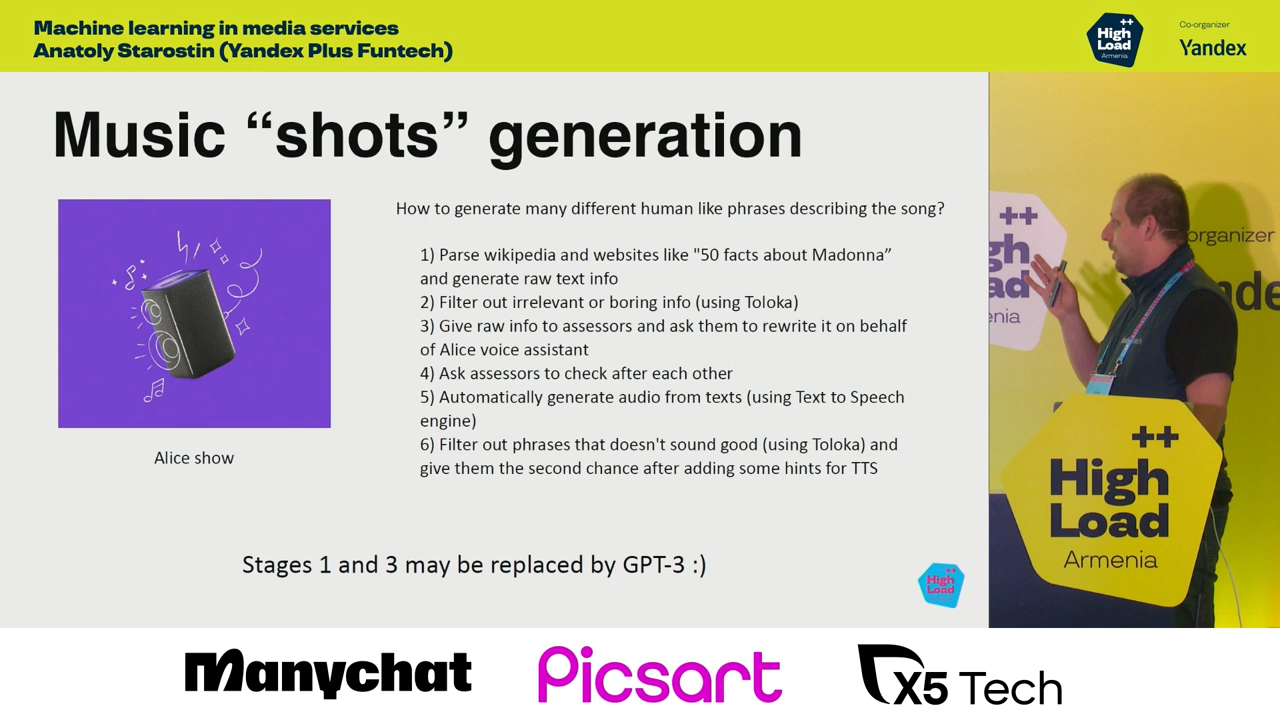 Machine learning in media services
Anatoly Starostin (Yandex Plus Funtech)
++
High
Load
Armenia
Co-organizer
Yandex
Music “shots” generation
How to generate many different human like phrases describing the song?
1) Parse wikipedia and websites like "50 facts about Madonna”
and generate raw text info
2) Filter out irrelevant or boring info (using Toloka)
3) Give raw info to assessors and ask them to rewrite it on behalf
of Alice voice assistant
4) Ask assessors to check after each other
5) Automatically generate audio from texts (using Text to Speech
engine)
6) Filter out phrases that doesn't sound good (using Toloka) and
give them the second chance after adding some hints for TTS
Alice show
Stages 1 and 3 may be replaced by GPT-3 :)
++
High
Load
++
gh
ad
enia
organizer
nde
++
High
Load
Armenia
Manychat
Picsart
X5 Tech